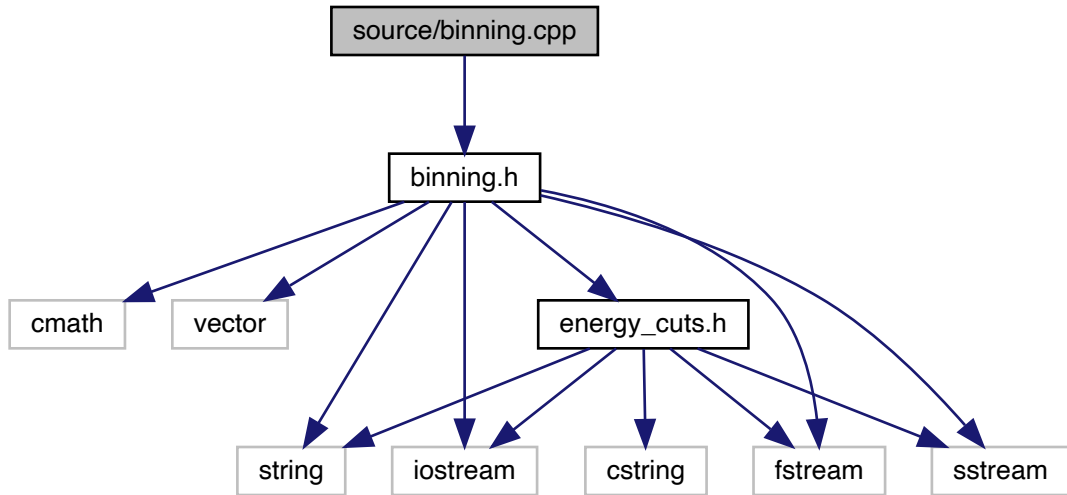 source/binning.cpp
binning.h
cmath
vector
energy_cuts.h
string
iostream
cstring
fstream
sstream